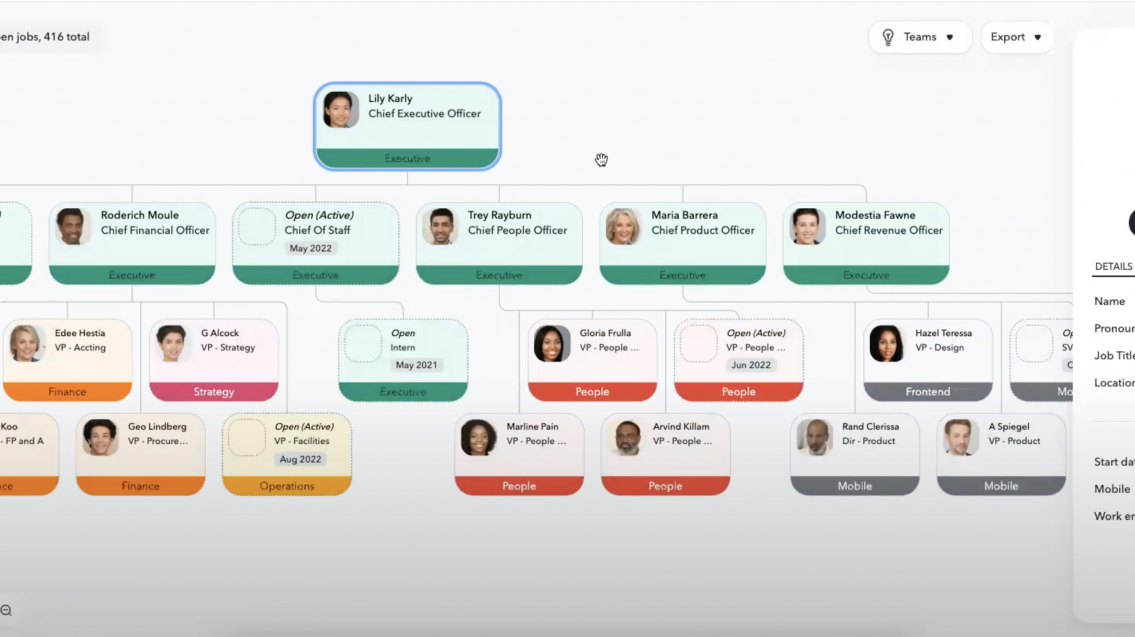 en jobs, 416 total
Teams
Export
Lily Karly
Chief Executive Officer
Executive
Roderich Moule
Chief Financial Officer
Executive
Open (Active)
Chief Of Staff
May 2022
Executive
Trey Rayburn
Chief People Officer
Executive
Maria Barrera
Chief Product Officer
Executive
Modestia Fawne
Chief Revenue Officer
Executive
Edee Hestia
VP - Accting
Finance
G Alcock
VP - Strategy
Strategy
Open
Intern
May 2021
Executive
Gloria Frulla
VP - People ...
People
Open (Active)
VP - People ...
Jun 2022
People
Hazel Teressa
VP - Design
Frontend
Op
SV
Mo
Koo
- FP and A
ce
Geo Lindberg
VP - Procure...
Finance
Open (Active)
VP - Facilities
Aug 2022
Operations
Marline Pain
VP - People ...
People
Arvind Killam
VP - People ...
People
Rand Clerissa
Dir - Product
Mobile
A Spiegel
VP - Product
Mobile
DETAILS
Name
Pronour
Job Title
Location
Start dat
Mobile
Work em